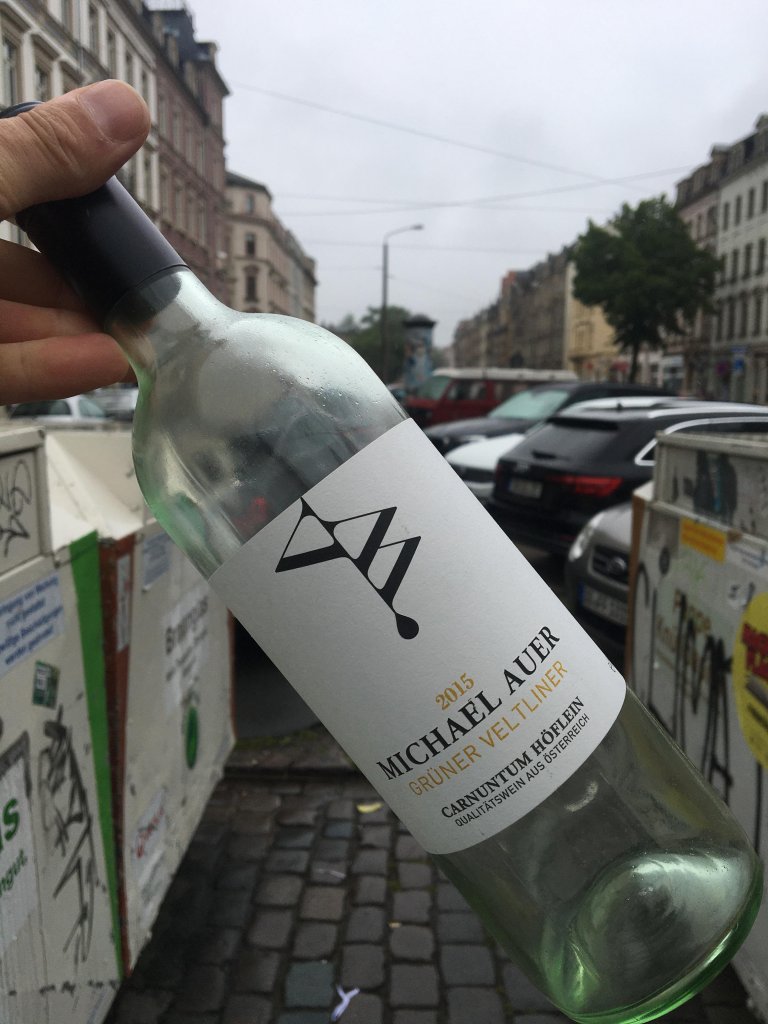 2015
MICHAEL AUER
GRÜNER VELTLINER
CARNUNTUM HÖFLEIN
QUALITÄTSWEIN AUS ÖSTERREICH